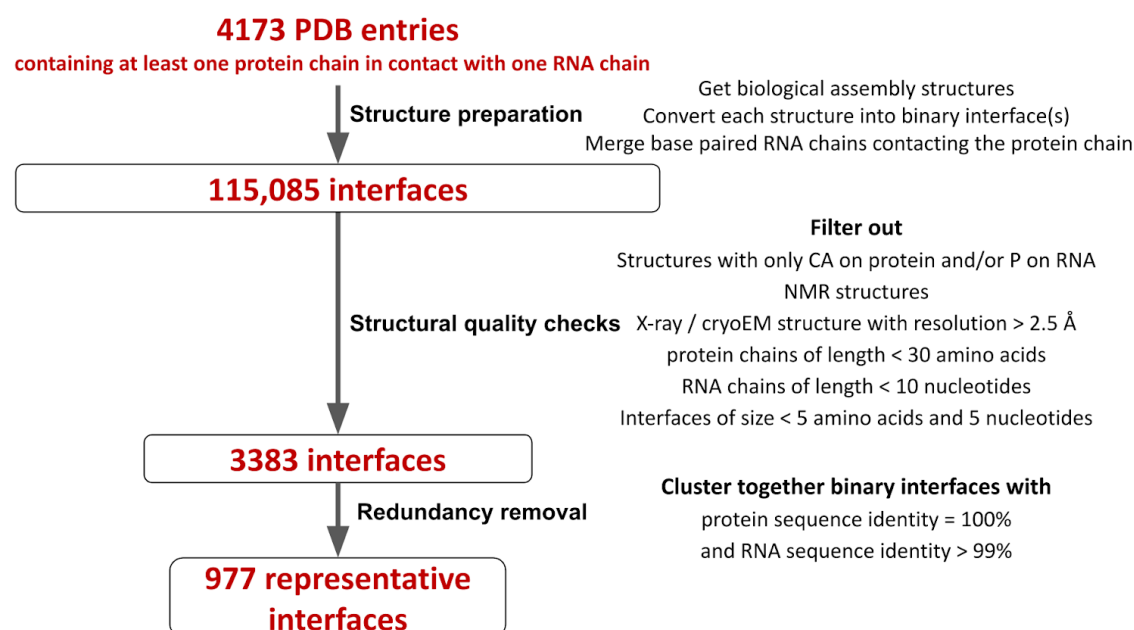 4173 PDB entries
containing at least one protein chain in contact with one RNA chain
Structure preparation
Get biological assembly structures
Convert each structure into binary interface(s)
Merge base paired RNA chains contacting the protein chain
115,085 interfaces
Structural quality checks
Filter out
Structures with only CA on protein and/or P on RNA
NMR structures
X-ray / cryoEM structure with resolution > 2.5 Å
protein chains of length < 30 amino acids
RNA chains of length < 10 nucleotides
Interfaces of size < 5 amino acids and 5 nucleotides
3383 interfaces
Redundancy removal
Cluster together binary interfaces with
protein sequence identity = 100%
and RNA sequence identity > 99%
977 representative
interfaces